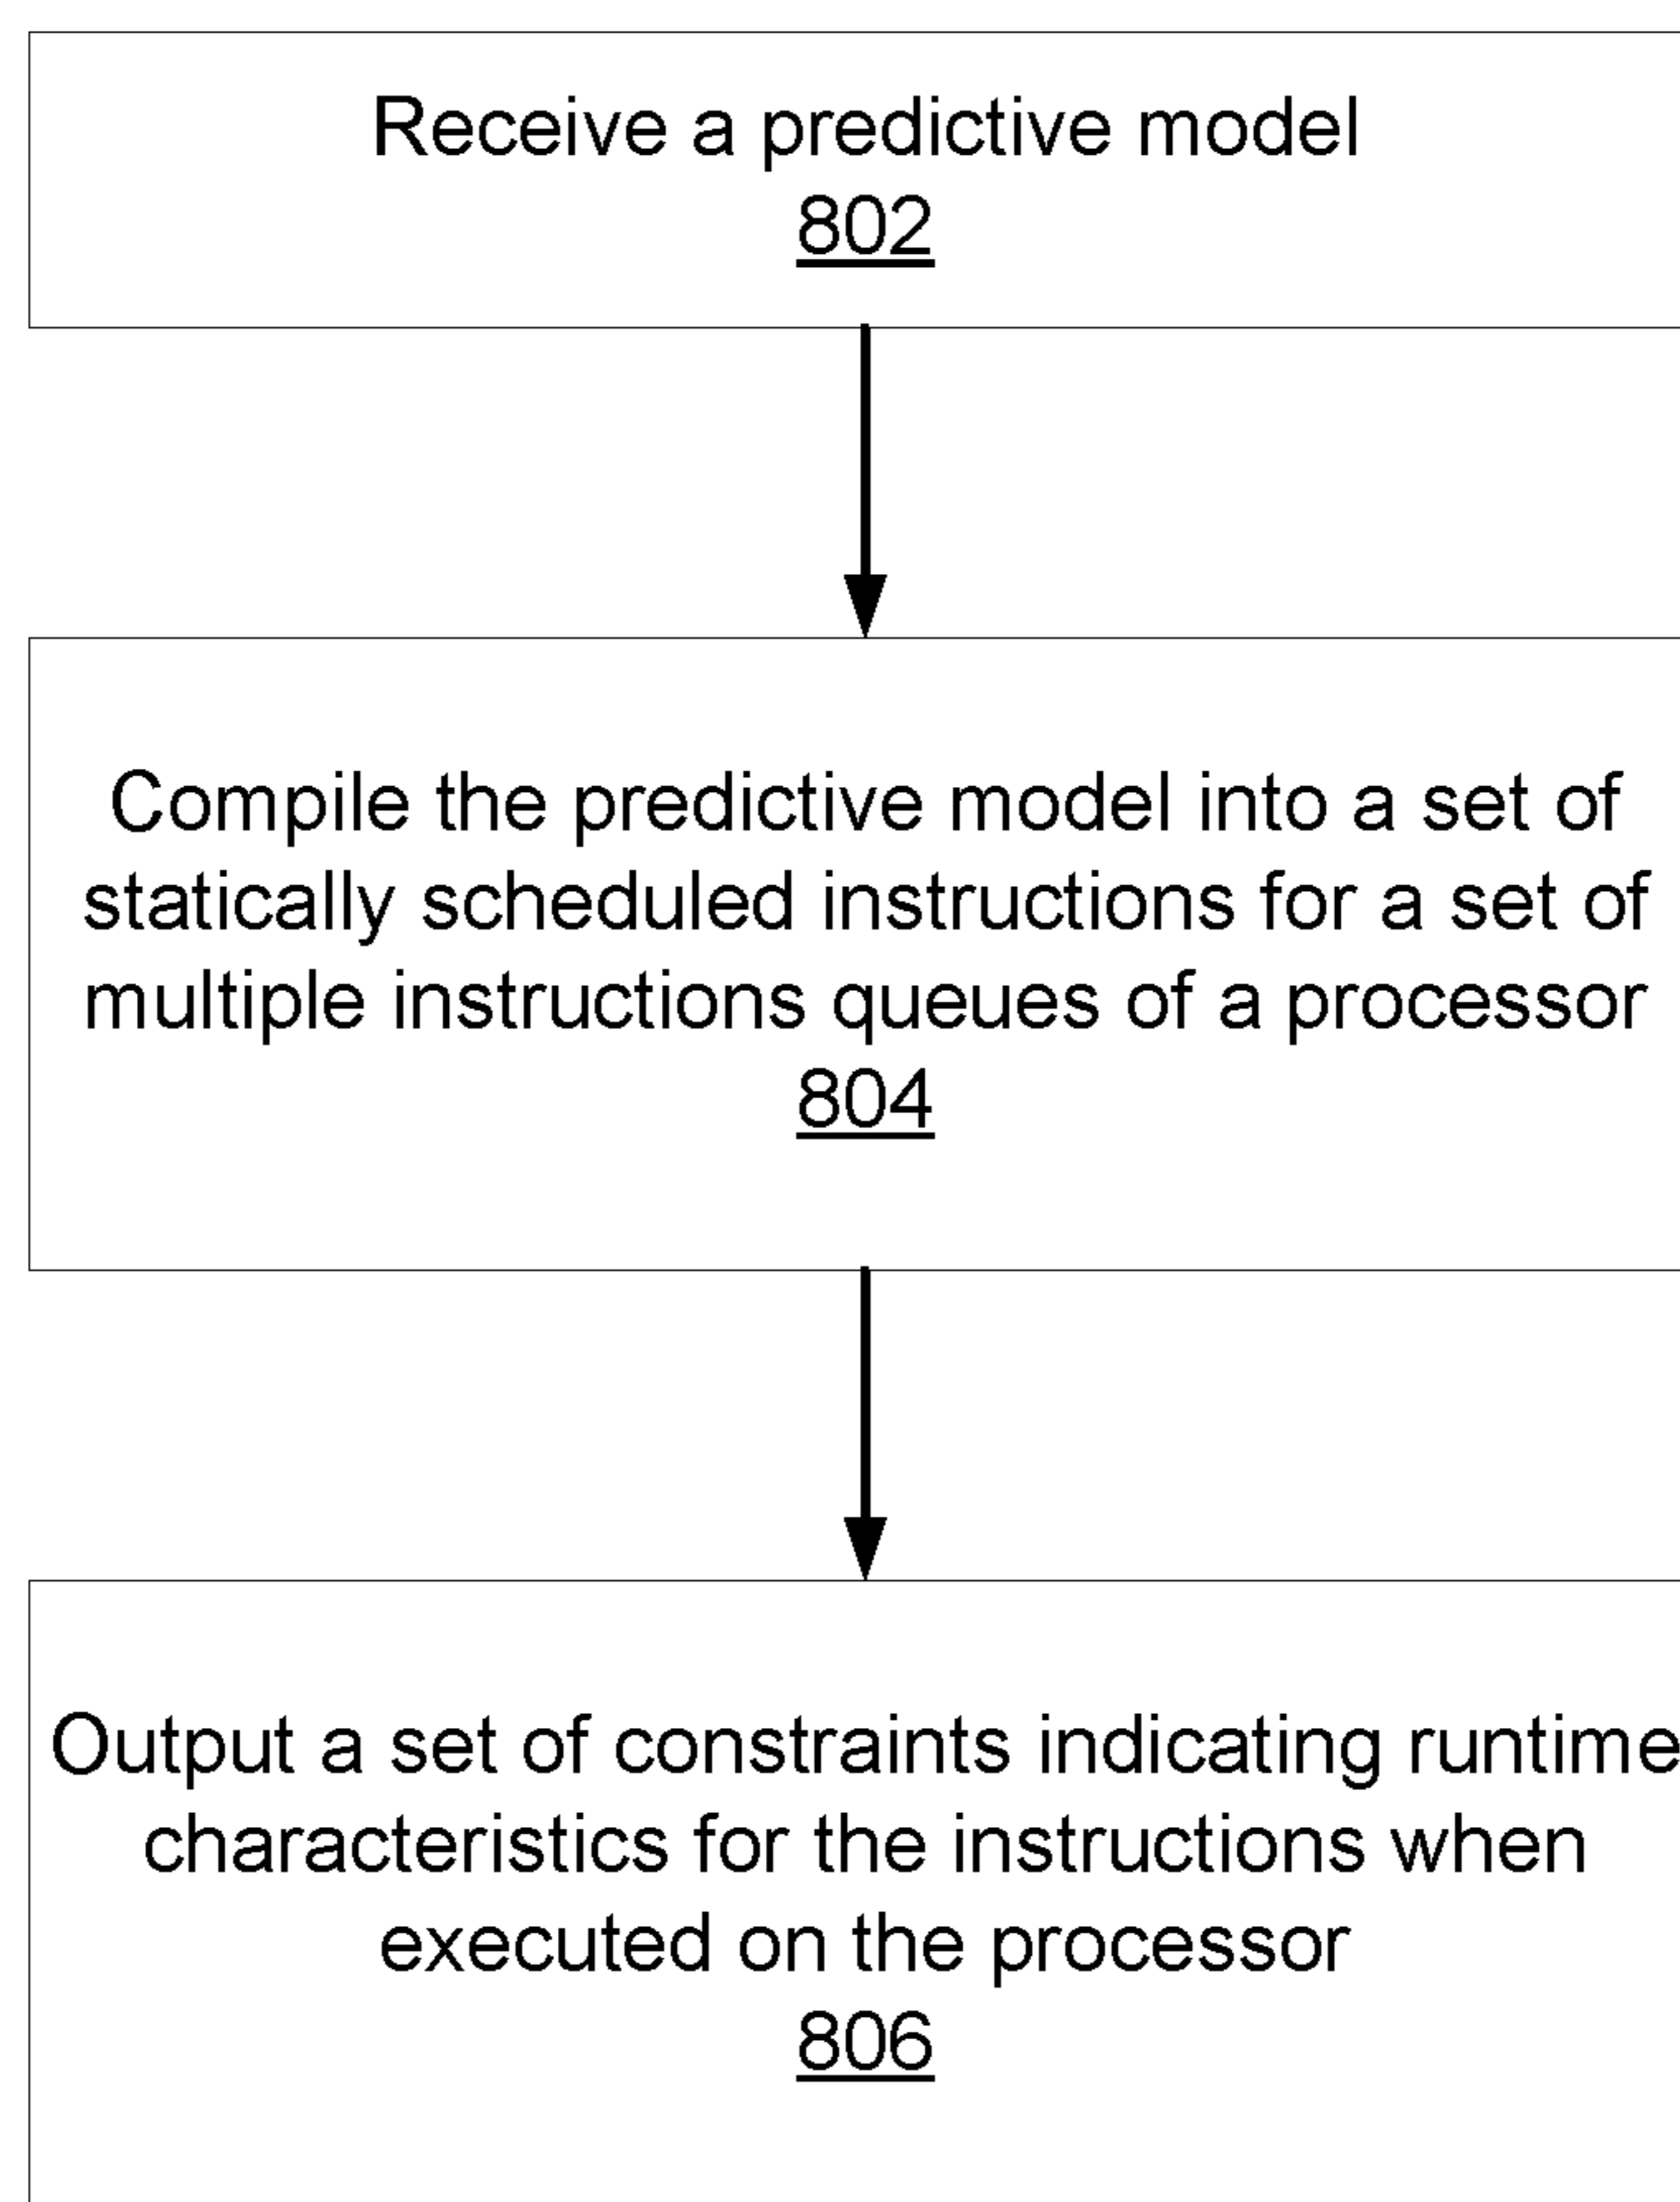 Receive a predictive model
802
Compile the predictive model into a set of
statically scheduled instructions for a set of
multiple instructions queues of a processor
804
Output a set of constraints indicating runtime
characteristics for the instructions when
executed on the processor
806